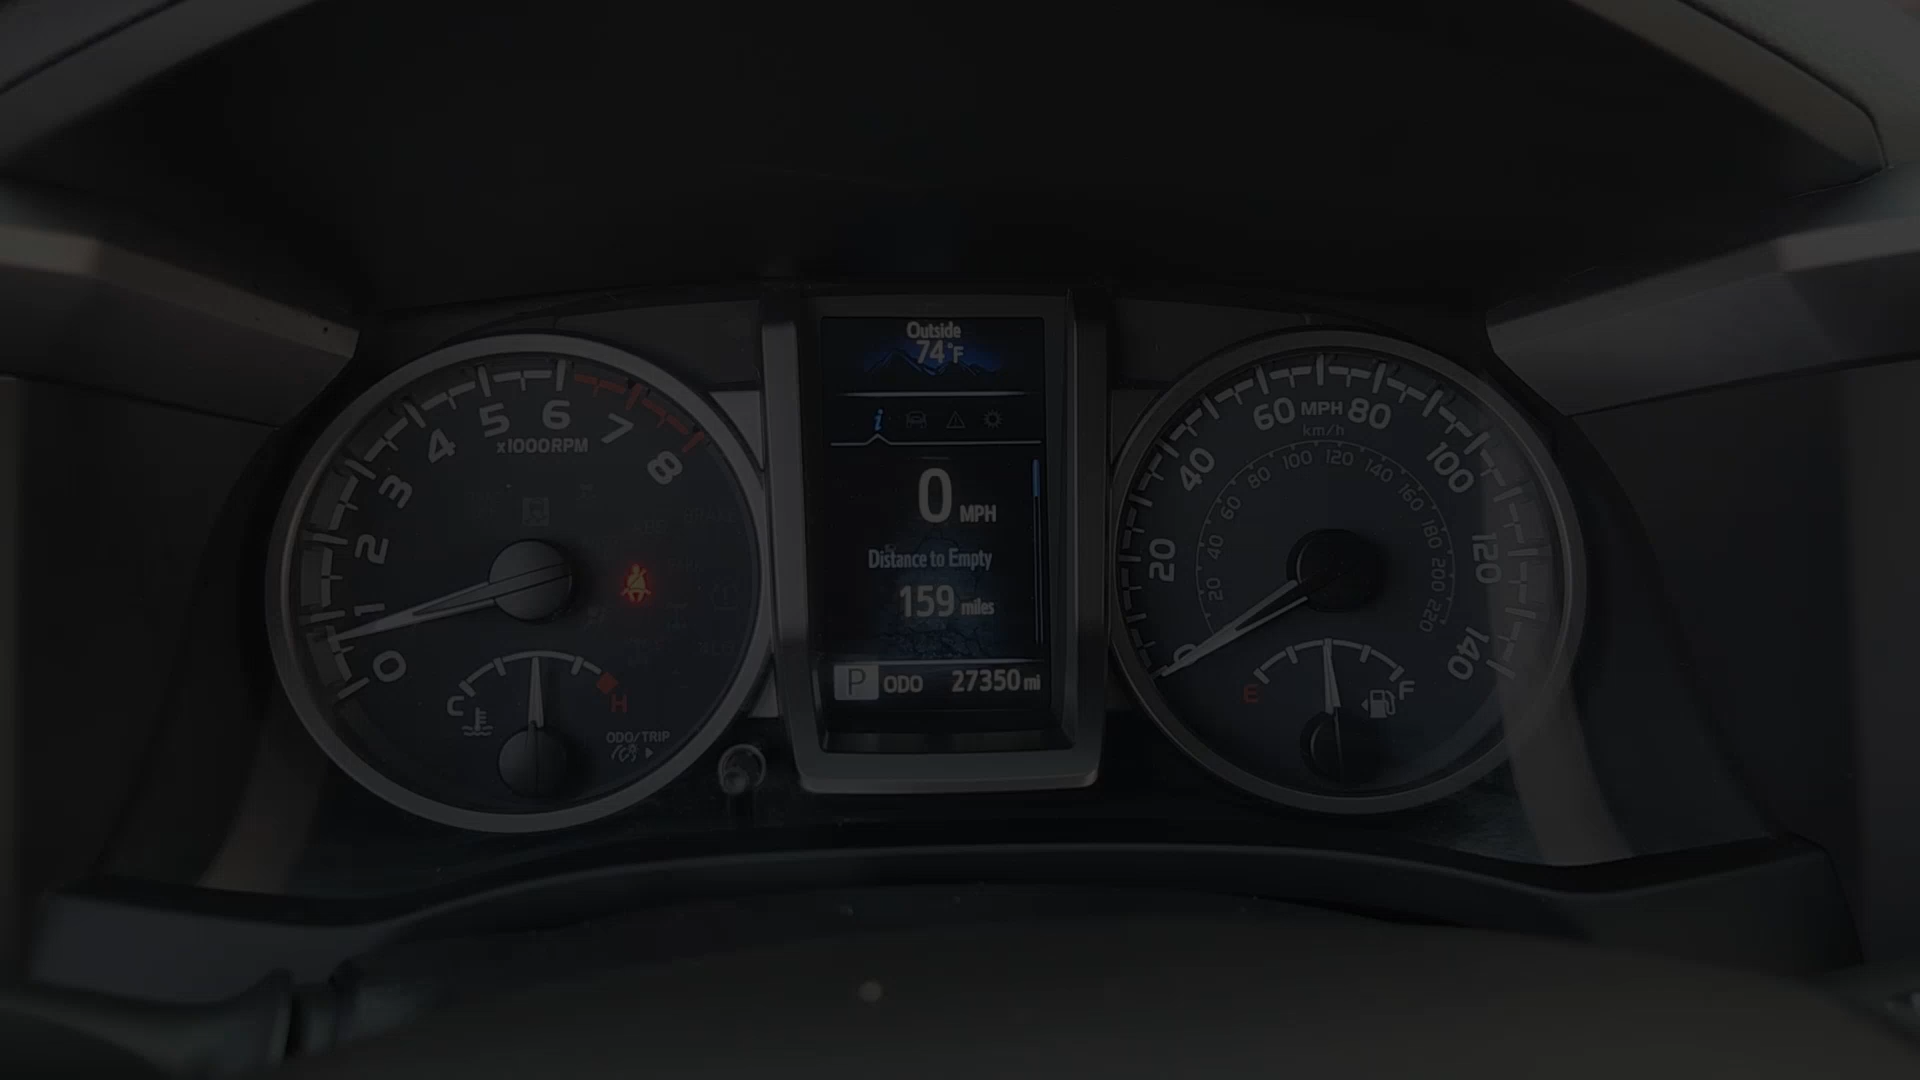 Outside
74°F
i
0 MPH
Distance to Empty
159 miles
P ODO 27350 mi
0 1 2 3 4 5 6 7 8
x1000RPM
C H
ODO/TRIP
0 20 40 60 80 100 120 140
MPH
km/h
20 40 60 80 100 120 140 160 180 200 220
E F